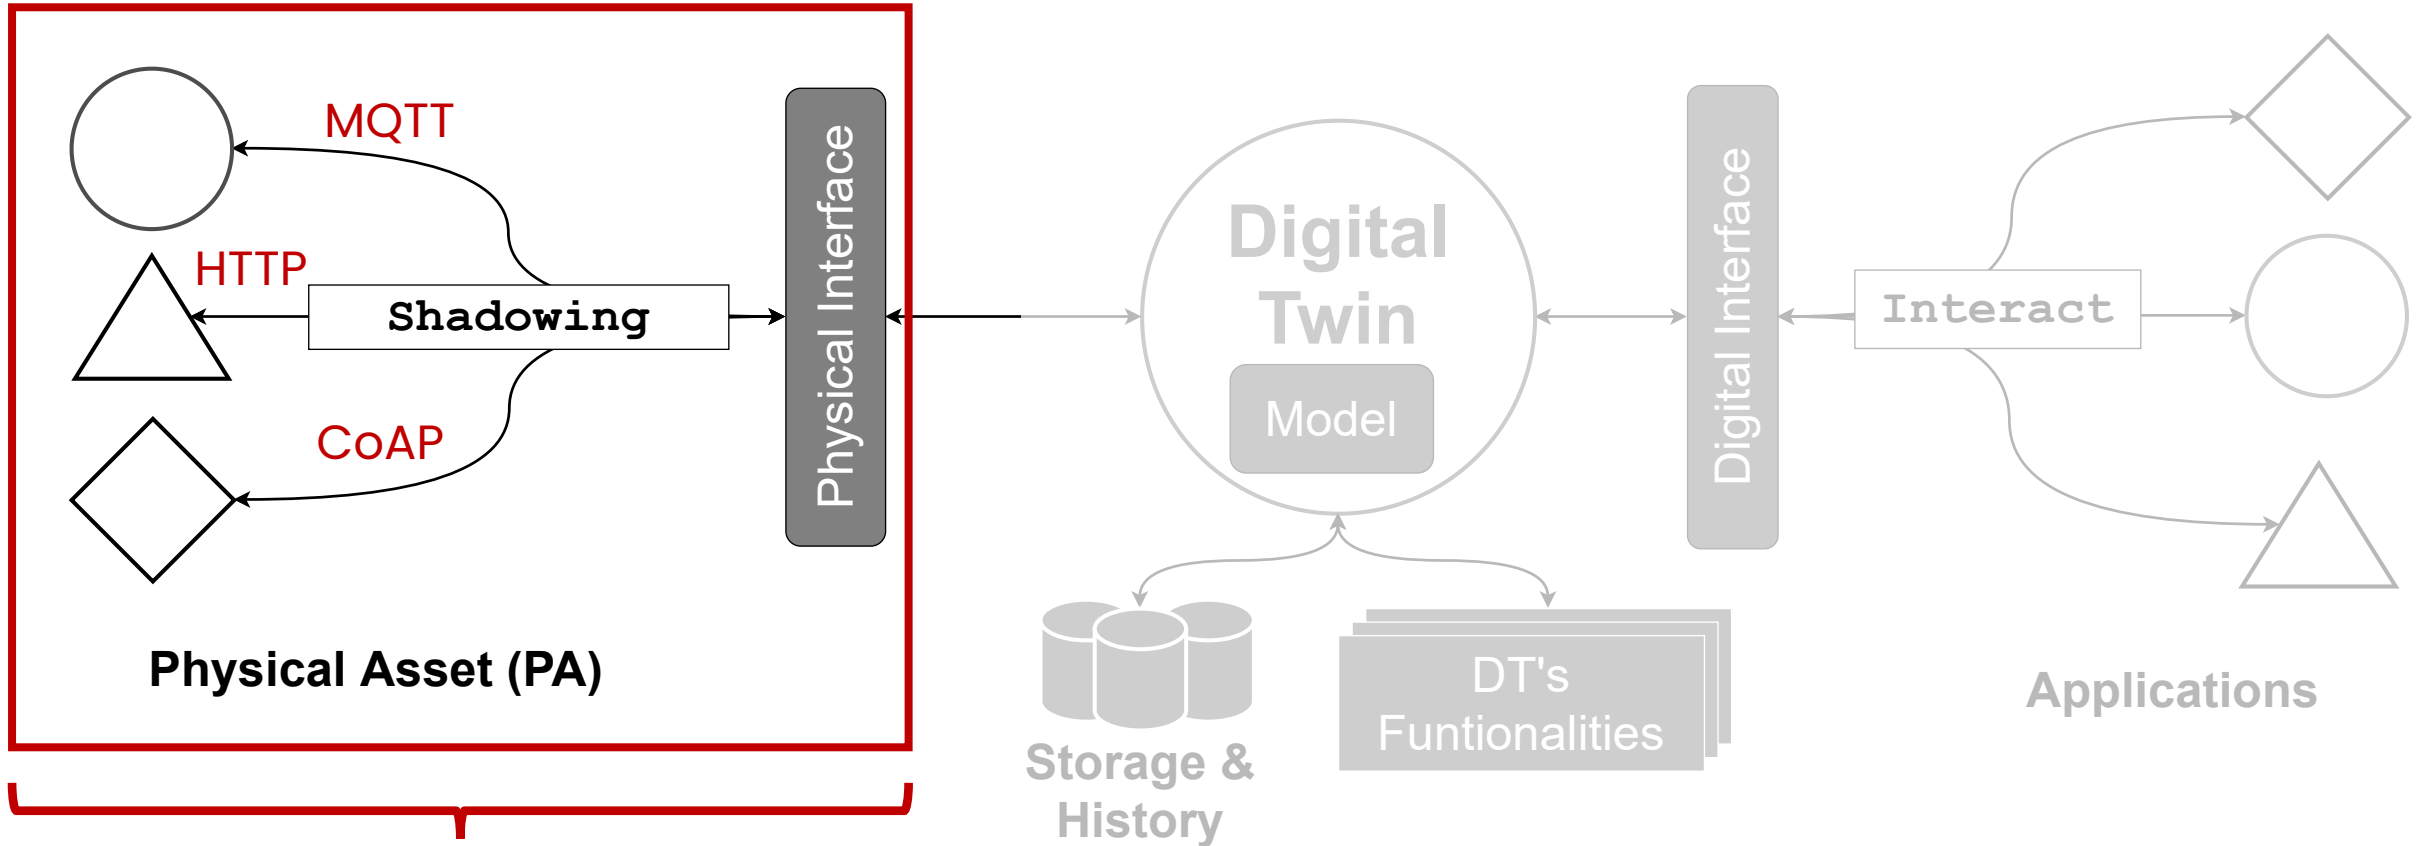 MQTT
HTTP
Shadowing
CoAP
Physical Interface
Physical Asset (PA)
Digital
Twin
Model
Storage &
History
DT's
Funtionalities
Digital Interface
Interact
Applications